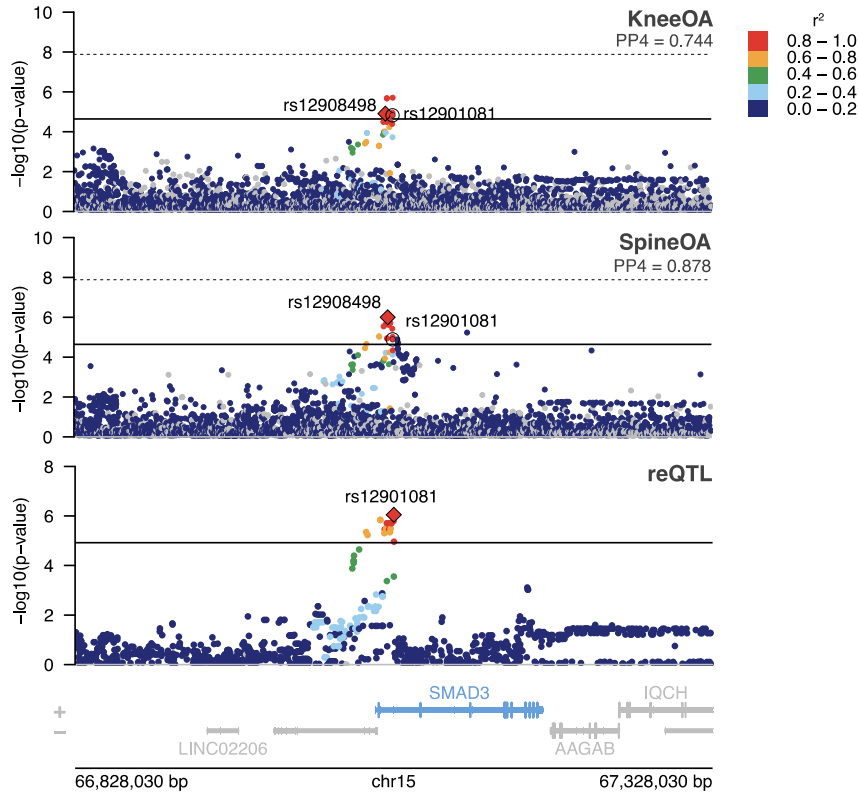 KneeOA
PP4 = 0.744
10
8
6
4
2
0
−log10(p−value)
rs12908498
rs12901081
r²
0.8 − 1.0
0.6 − 0.8
0.4 − 0.6
0.2 − 0.4
0.0 − 0.2
SpineOA
PP4 = 0.878
10
8
6
4
2
0
−log10(p−value)
rs12908498
rs12901081
reQTL
8
6
4
2
0
−log10(p−value)
rs12901081
SMAD3
IQCH
+
−
LINC02206
AAGAB
66,828,030 bp
chr15
67,328,030 bp